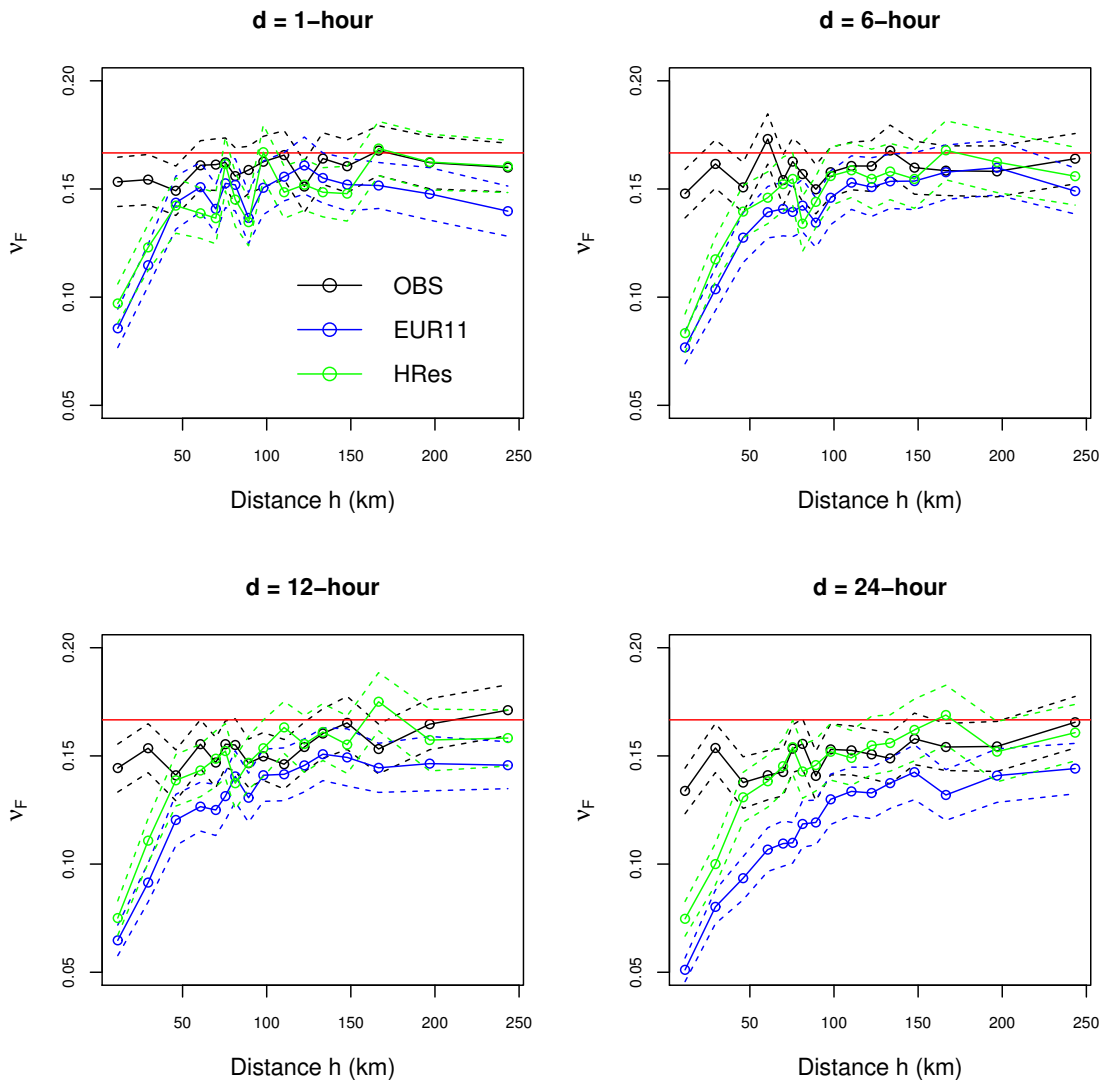 d = 1−hour
0.20
0.15
0.10
0.05
νF
OBS
EUR11
HRes
50 100 150 200 250
Distance h (km)
d = 6−hour
0.20
0.15
0.10
0.05
νF
50 100 150 200 250
Distance h (km)
d = 12−hour
0.20
0.15
0.10
0.05
νF
50 100 150 200 250
Distance h (km)
d = 24−hour
0.20
0.15
0.10
0.05
νF
50 100 150 200 250
Distance h (km)